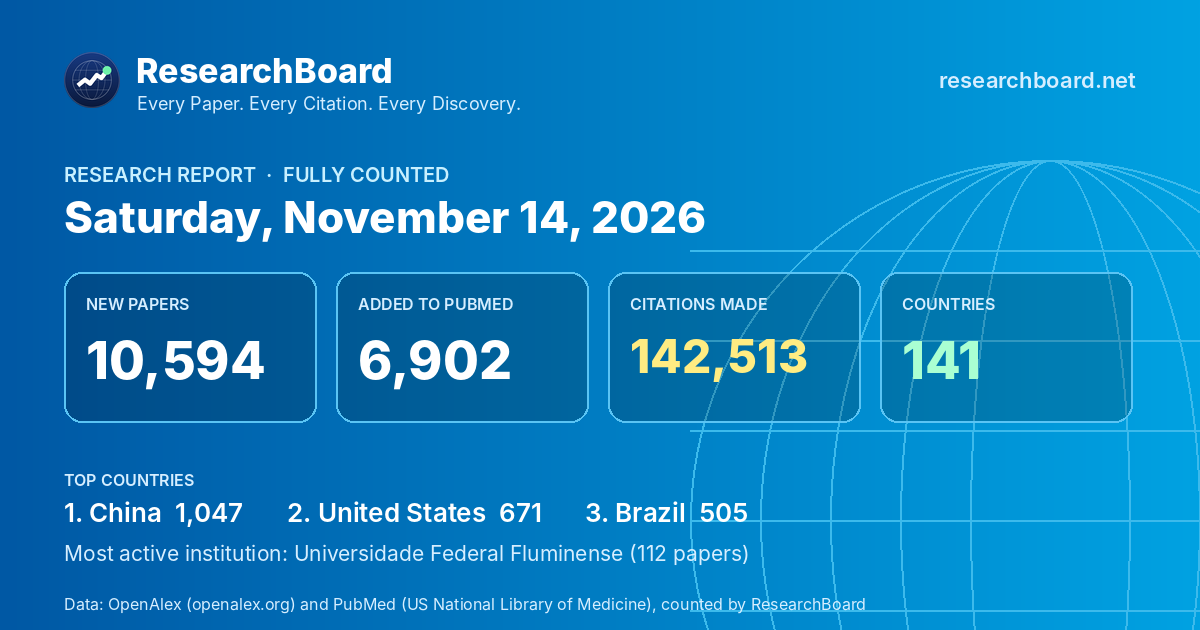 ResearchBoard
Every Paper. Every Citation. Every Discovery.
researchboard.net
RESEARCH REPORT · FULLY COUNTED
Saturday, November 14, 2026
NEW PAPERS
10,594
ADDED TO PUBMED
6,902
CITATIONS MADE
142,513
COUNTRIES
141
TOP COUNTRIES
1. China 1,047 2. United States 671 3. Brazil 505
Most active institution: Universidade Federal Fluminense (112 papers)
Data: OpenAlex (openalex.org) and PubMed (US National Library of Medicine), counted by ResearchBoard